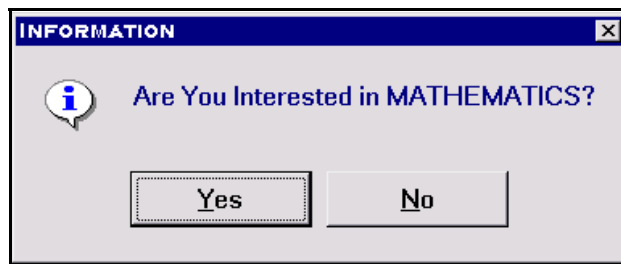 INFORMATION
Are You Interested in MATHEMATICS?
Yes No